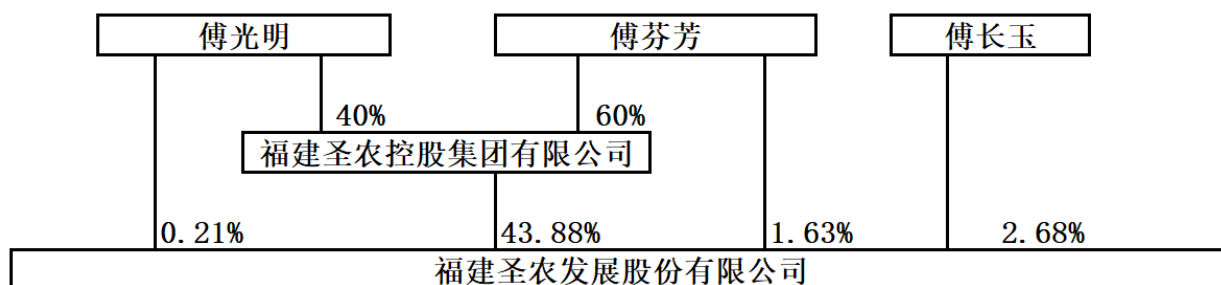 傅光明 傅芬芳 傅长玉
40% 60%
福建圣农控股集团有限公司
0.21% 43.88% 1.63% 2.68%
福建圣农发展股份有限公司